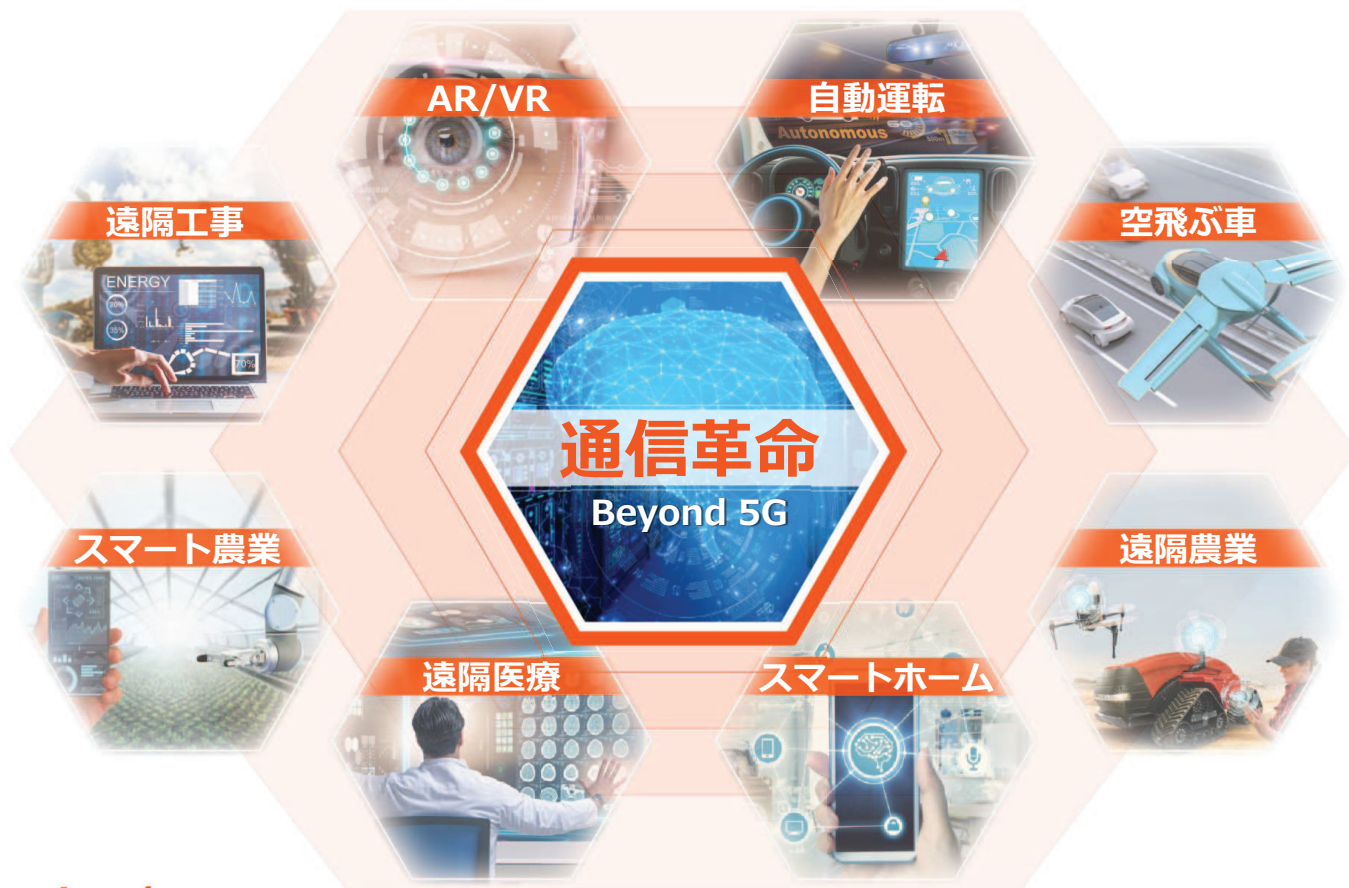 AR/VR
自動運転
Autonomous
遠隔工事
ENERGY
35%
70%
空飛ぶ車
通信革命
Beyond 5G
スマート農業
遠隔農業
遠隔医療
スマートホーム